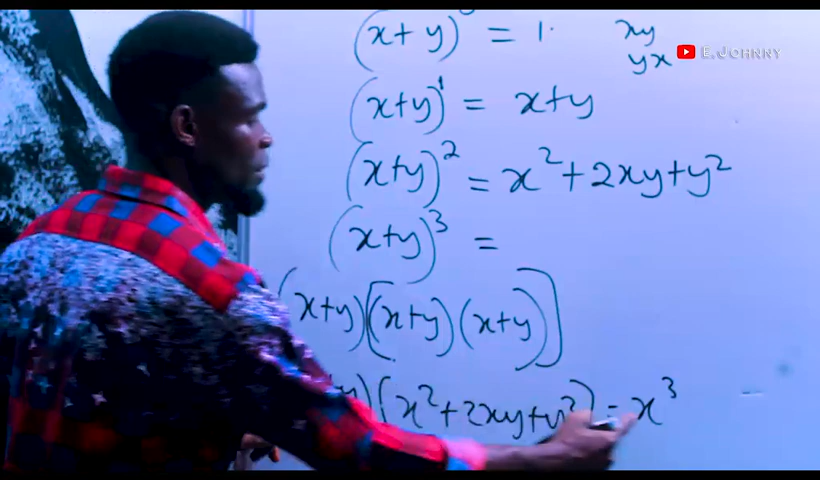 (x+y)⁰ = 1.
xy
yx
E.JOHNNY
(x+y)¹ = x+y
(x+y)² = x²+2xy+y²
(x+y)³ =
(x+y)[(x+y)(x+y)]
y)(x²+2xy+y²) = x³